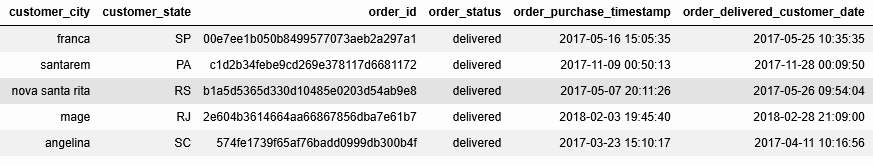 customer_city customer_state order_id order_status order_purchase_timestamp order_delivered_customer_date
franca SP 00e7ee1b050b8499577073aeb2a297a1 delivered 2017-05-16 15:05:35 2017-05-25 10:35:35
santarem PA c1d2b34febe9cd269e378117d6681172 delivered 2017-11-09 00:50:13 2017-11-28 00:09:50
nova santa rita RS b1a5d5365d330d10485e0203d54ab9e8 delivered 2017-05-07 20:11:26 2017-05-26 09:54:04
mage RJ 2e604b3614664aa66867856dba7e61b7 delivered 2018-02-03 19:45:40 2018-02-28 21:09:00
angelina SC 574fe1739f65af76badd0999db300b4f delivered 2017-03-23 15:10:17 2017-04-11 10:16:56